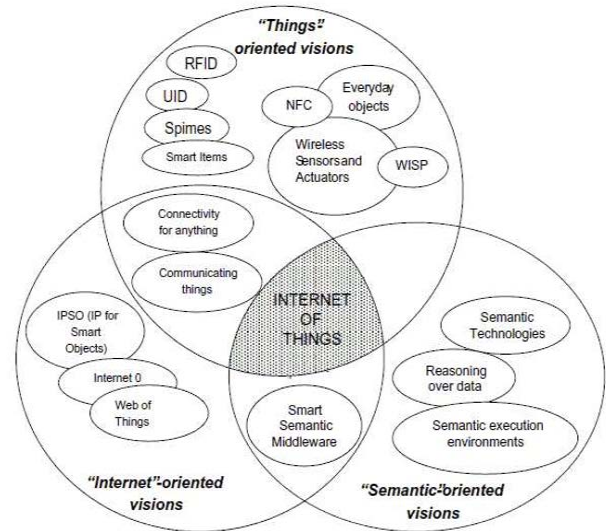 “Things”-
oriented visions
RFID
UID
Spimes
Smart Items
NFC
Everyday
objects
Wireless
Sensors and
Actuators
WISP
Connectivity
for anything
Communicating
things
INTERNET
OF
THINGS
IPSO (IP for
Smart
Objects)
Internet 0
Web of
Things
Smart
Semantic
Middleware
Semantic
Technologies
Reasoning
over data
Semantic execution
environments
“Internet”-oriented
visions
“Semantic”-oriented
visions